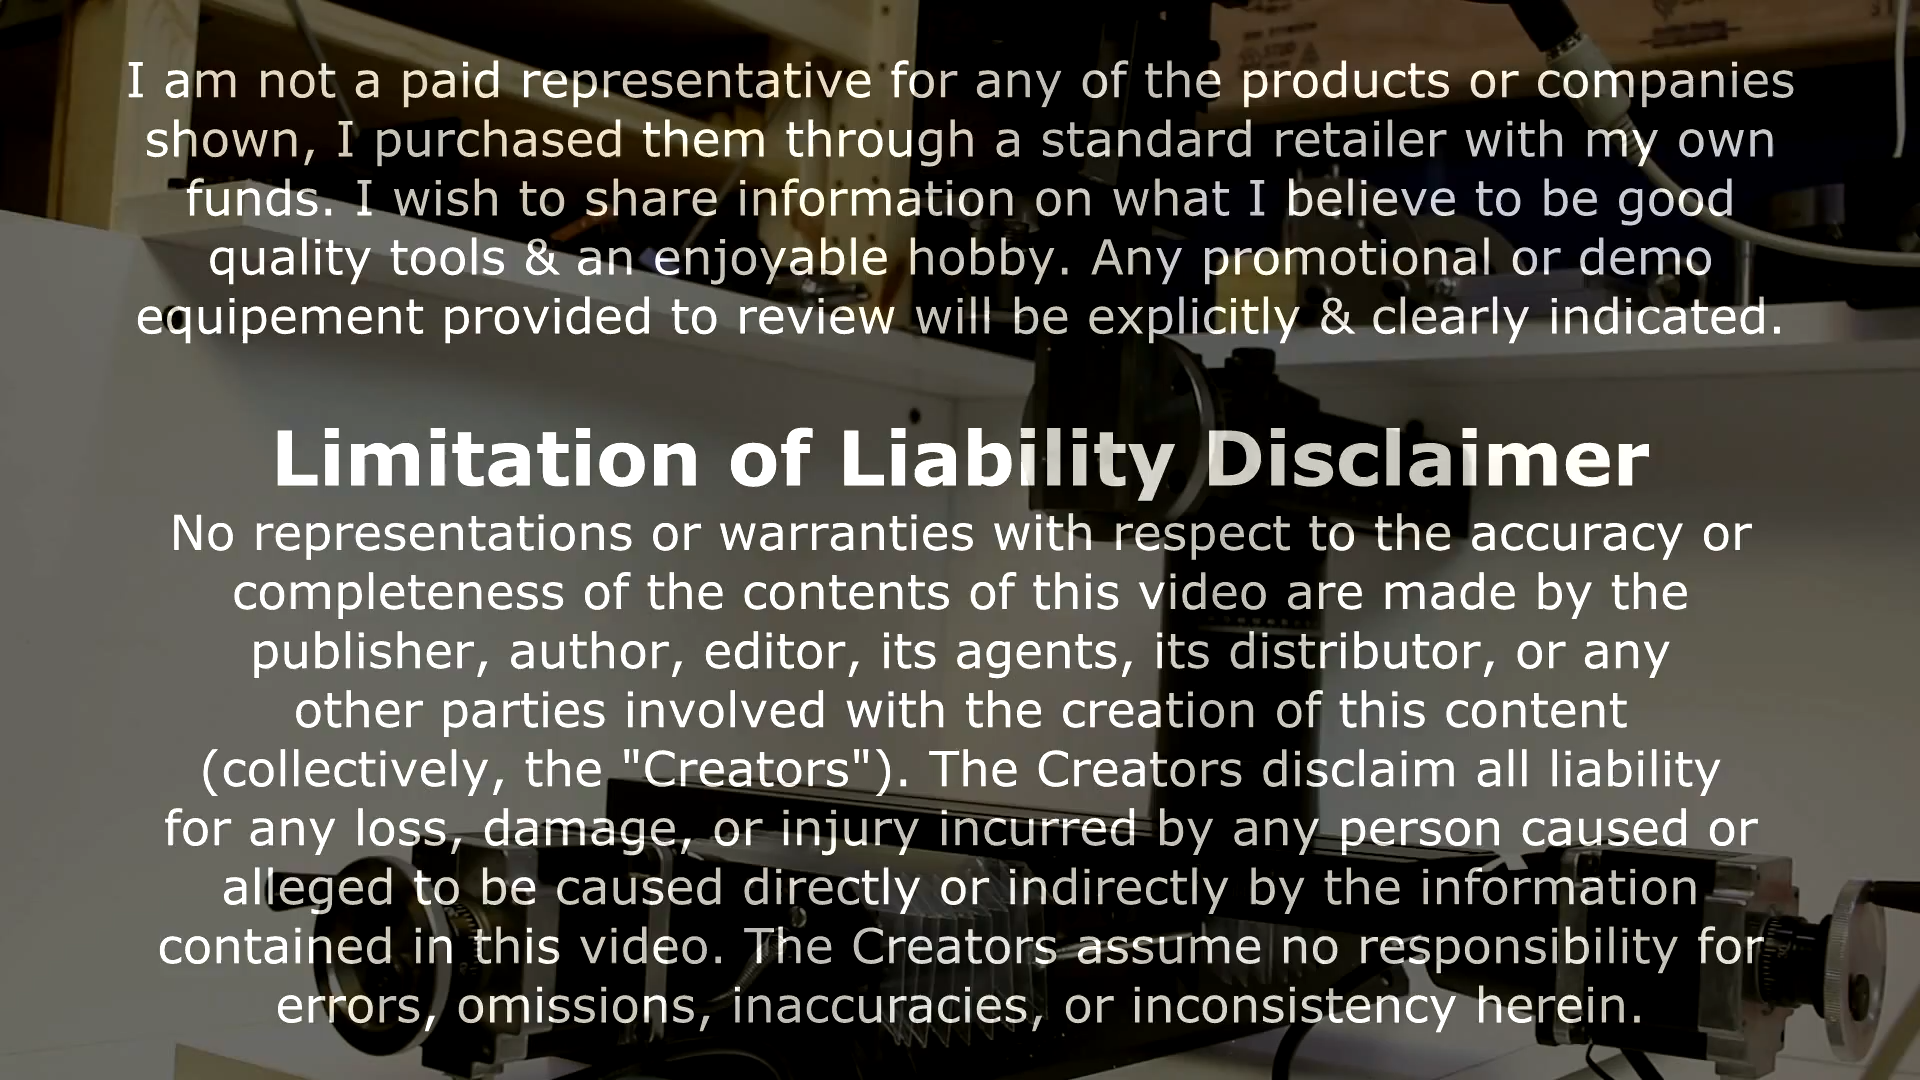 I am not a paid representative for any of the products or companies
shown, I purchased them through a standard retailer with my own
funds. I wish to share information on what I believe to be good
quality tools & an enjoyable hobby. Any promotional or demo
equipement provided to review will be explicitly & clearly indicated.
Limitation of Liability Disclaimer
No representations or warranties with respect to the accuracy or
completeness of the contents of this video are made by the
publisher, author, editor, its agents, its distributor, or any
other parties involved with the creation of this content
(collectively, the "Creators"). The Creators disclaim all liability
for any loss, damage, or injury incurred by any person caused or
alleged to be caused directly or indirectly by the information
contained in this video. The Creators assume no responsibility for
errors, omissions, inaccuracies, or inconsistency herein.